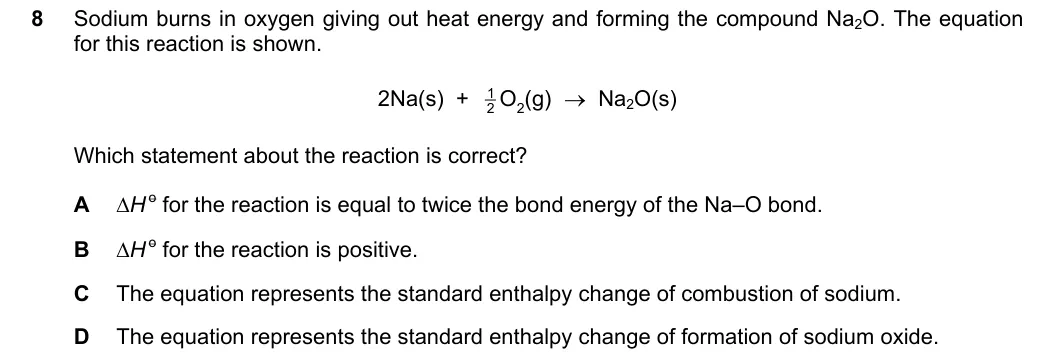 8 Sodium burns in oxygen giving out heat energy and forming the compound Na₂O. The equation
for this reaction is shown.
2Na(s) + ½O₂(g) → Na₂O(s)
Which statement about the reaction is correct?
A ΔH⦵ for the reaction is equal to twice the bond energy of the Na–O bond.
B ΔH⦵ for the reaction is positive.
C The equation represents the standard enthalpy change of combustion of sodium.
D The equation represents the standard enthalpy change of formation of sodium oxide.